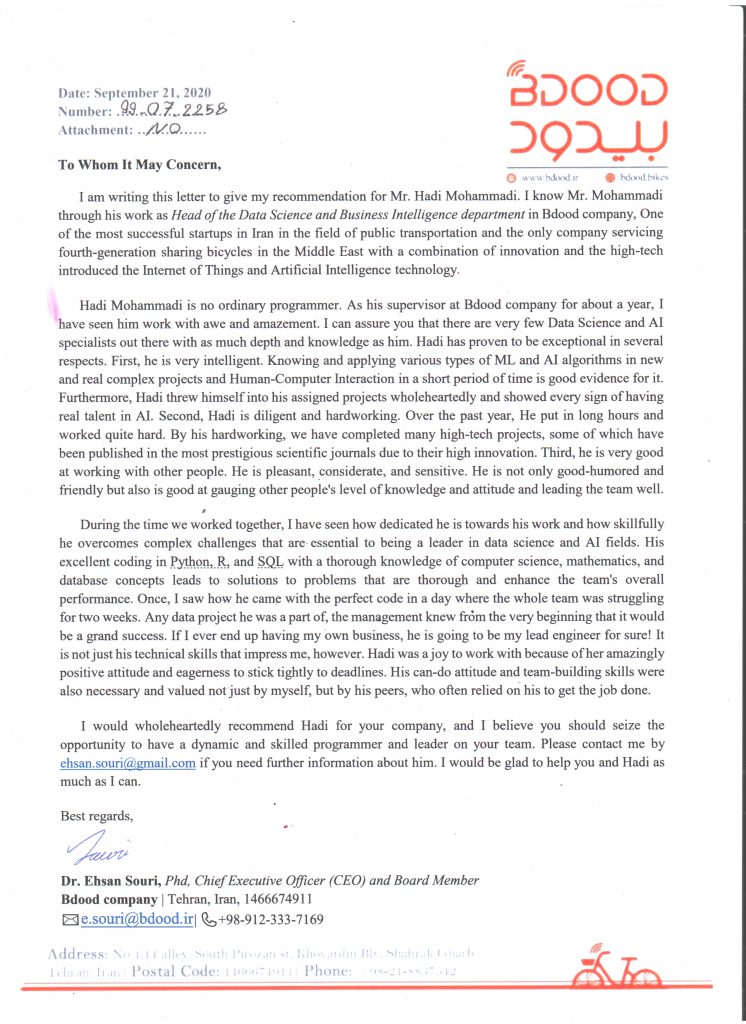 Date: September 21, 2020
Number: 99-07-2258
Attachment: ..NO......
BDOOD
بیدود
www.bdood.ir bdood.bikes
To Whom It May Concern,
I am writing this letter to give my recommendation for Mr. Hadi Mohammadi. I know Mr. Mohammadi
through his work as Head of the Data Science and Business Intelligence department in Bdood company, One
of the most successful startups in Iran in the field of public transportation and the only company servicing
fourth-generation sharing bicycles in the Middle East with a combination of innovation and the high-tech
introduced the Internet of Things and Artificial Intelligence technology.
Hadi Mohammadi is no ordinary programmer. As his supervisor at Bdood company for about a year, I
have seen him work with awe and amazement. I can assure you that there are very few Data Science and AI
specialists out there with as much depth and knowledge as him. Hadi has proven to be exceptional in several
respects. First, he is very intelligent. Knowing and applying various types of ML and AI algorithms in new
and real complex projects and Human-Computer Interaction in a short period of time is good evidence for it.
Furthermore, Hadi threw himself into his assigned projects wholeheartedly and showed every sign of having
real talent in AI. Second, Hadi is diligent and hardworking. Over the past year, He put in long hours and
worked quite hard. By his hardworking, we have completed many high-tech projects, some of which have
been published in the most prestigious scientific journals due to their high innovation. Third, he is very good
at working with other people. He is pleasant, considerate, and sensitive. He is not only good-humored and
friendly but also is good at gauging other people's level of knowledge and attitude and leading the team well.
During the time we worked together, I have seen how dedicated he is towards his work and how skillfully
he overcomes complex challenges that are essential to being a leader in data science and AI fields. His
excellent coding in Python, R, and SQL with a thorough knowledge of computer science, mathematics, and
database concepts leads to solutions to problems that are thorough and enhance the team's overall
performance. Once, I saw how he came with the perfect code in a day where the whole team was struggling
for two weeks. Any data project he was a part of, the management knew from the very beginning that it would
be a grand success. If I ever end up having my own business, he is going to be my lead engineer for sure! It
is not just his technical skills that impress me, however. Hadi was a joy to work with because of her amazingly
positive attitude and eagerness to stick tightly to deadlines. His can-do attitude and team-building skills were
also necessary and valued not just by myself, but by his peers, who often relied on his to get the job done.
I would wholeheartedly recommend Hadi for your company, and I believe you should seize the
opportunity to have a dynamic and skilled programmer and leader on your team. Please contact me by
ehsan.souri@gmail.com if you need further information about him. I would be glad to help you and Hadi as
much as I can.
Best regards,
Dr. Ehsan Souri, Phd, Chief Executive Officer (CEO) and Board Member
Bdood company | Tehran, Iran, 1466674911
e.souri@bdood.ir| +98-912-333-7169
Address: alley, South Pirozan st, Khovardin Blv, Shahrak Gharb
Tehran, Iran| Postal Code: 1466674911| Phone: